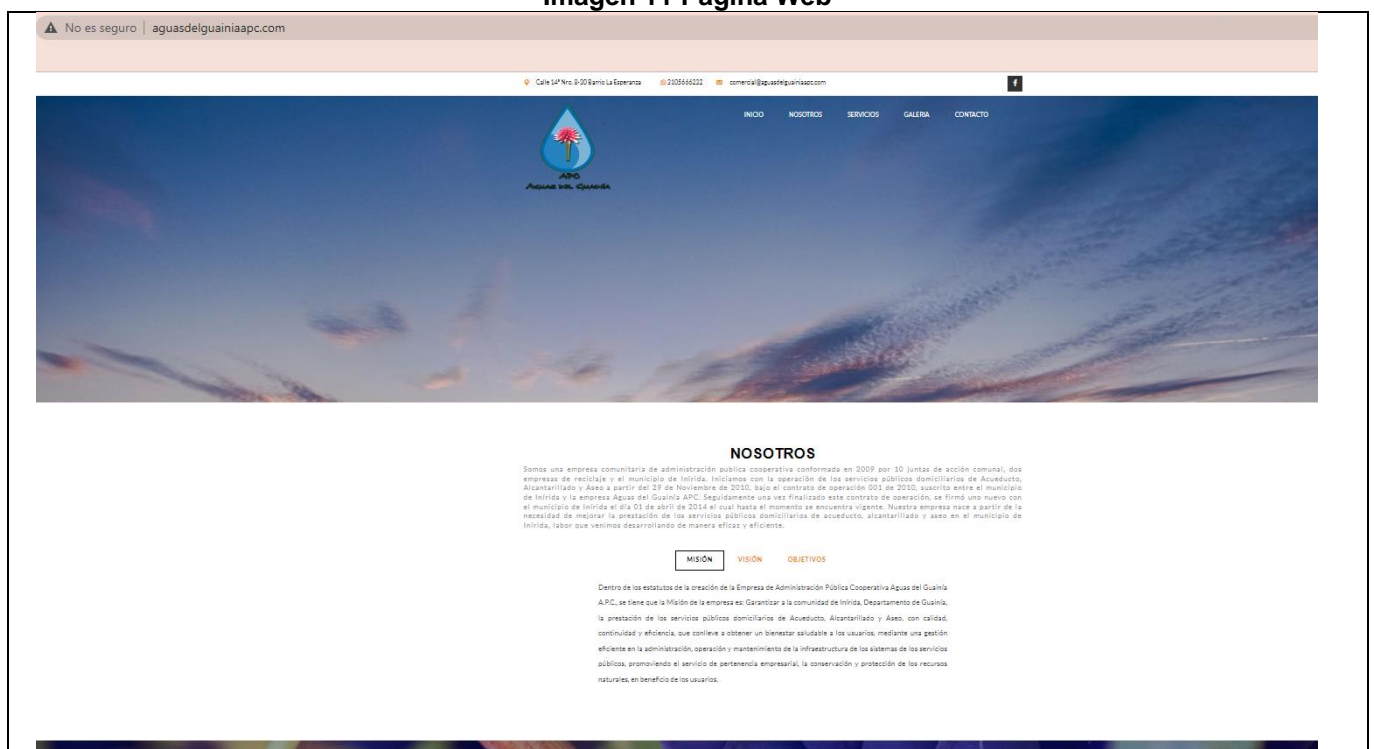 Imagen 11 Página Web
No es seguro | aguasdelguainiaapc.com
Calle 14ª Nro. 8-30 Barrio La Esperanza 3105666232 comercial@aguasdelguainiaapc.com
f
INICIO NOSOTROS SERVICIOS GALERIA CONTACTO
APC
AGUAS DEL GUAINÍA
NOSOTROS
Somos una empresa comunitaria de administración publica cooperativa conformada en 2009 por 10 juntas de acción comunal, dos
empresas de reciclaje y el municipio de Inírida. Iniciamos con la operación de los servicios públicos domiciliarios de Acueducto,
Alcantarillado y Aseo a partir del 29 de Noviembre de 2010, bajo el contrato de operación 001 de 2010, suscrito entre el municipio
de Inírida y la empresa Aguas del Guainía APC. Seguidamente una vez finalizado este contrato de operación, se firmó uno nuevo con
el municipio de Inírida el día 01 de abril de 2014 el cual hasta el momento se encuentra vigente. Nuestra empresa nace a partir de la
necesidad de mejorar la prestación de los servicios públicos domiciliarios de acueducto, alcantarillado y aseo en el municipio de
Inírida, labor que venimos desarrollando de manera eficaz y eficiente.
MISIÓN VISIÓN OBJETIVOS
Dentro de los estatutos de la creación de la Empresa de Administración Pública Cooperativa Aguas del Guainía
A.P.C., se tiene que la Misión de la empresa es: Garantizar a la comunidad de Inírida, Departamento de Guainía,
la prestación de los servicios públicos domiciliarios de Acueducto, Alcantarillado y Aseo, con calidad,
continuidad y eficiencia, que conlleve a obtener un bienestar saludable a los usuarios, mediante una gestión
eficiente en la administración, operación y mantenimiento de la infraestructura de los sistemas de los servicios
públicos, promoviendo el servicio de pertenencia empresarial, la conservación y protección de los recursos
naturales, en beneficio de los usuarios.